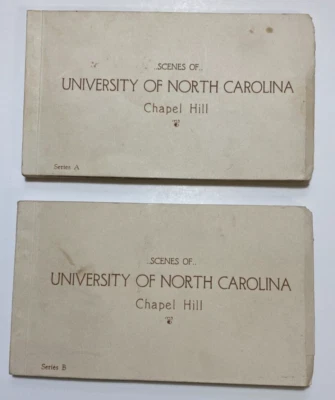 ..SCENES OF..
UNIVERSITY OF NORTH CAROLINA
Chapel Hill
Series A
..SCENES OF..
UNIVERSITY OF NORTH CAROLINA
Chapel Hill
Series B